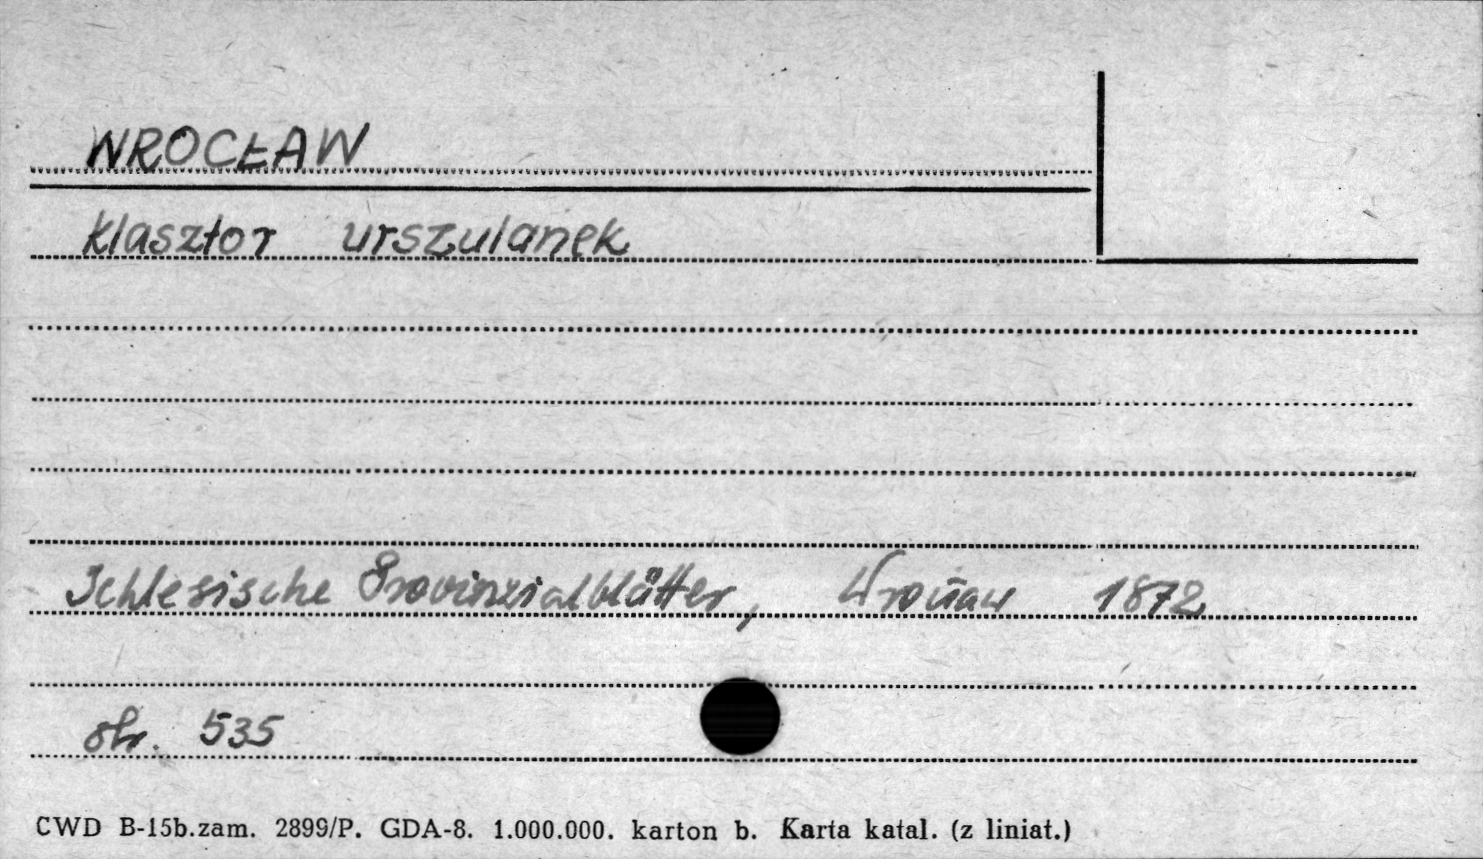 WROCŁAW
klasztor urszulanek
Schlesische Provinzialblätter, Wrocław 1872
str. 535
CWD B-15b.zam. 2899/P. GDA-8. 1.000.000. karton b. Karta katal. (z liniat.)